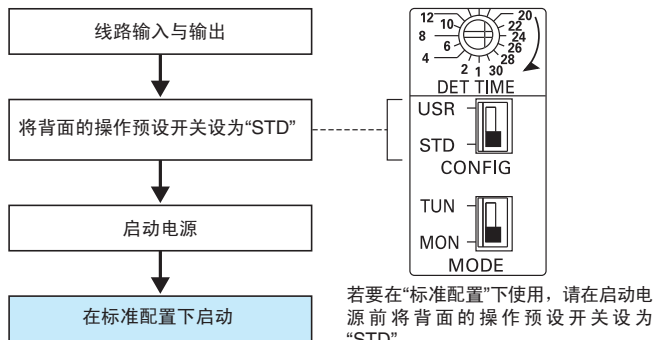 线路输入与输出
将背面的操作预设开关设为“STD”
启动电源
在标准配置下启动
12
10
8
6
4
2
1
30
28
26
24
22
20
DET TIME
USR
STD
CONFIG
TUN
MON
MODE
若要在“标准配置”下使用，请在启动电
源前将背面的操作预设开关设为
“STD”